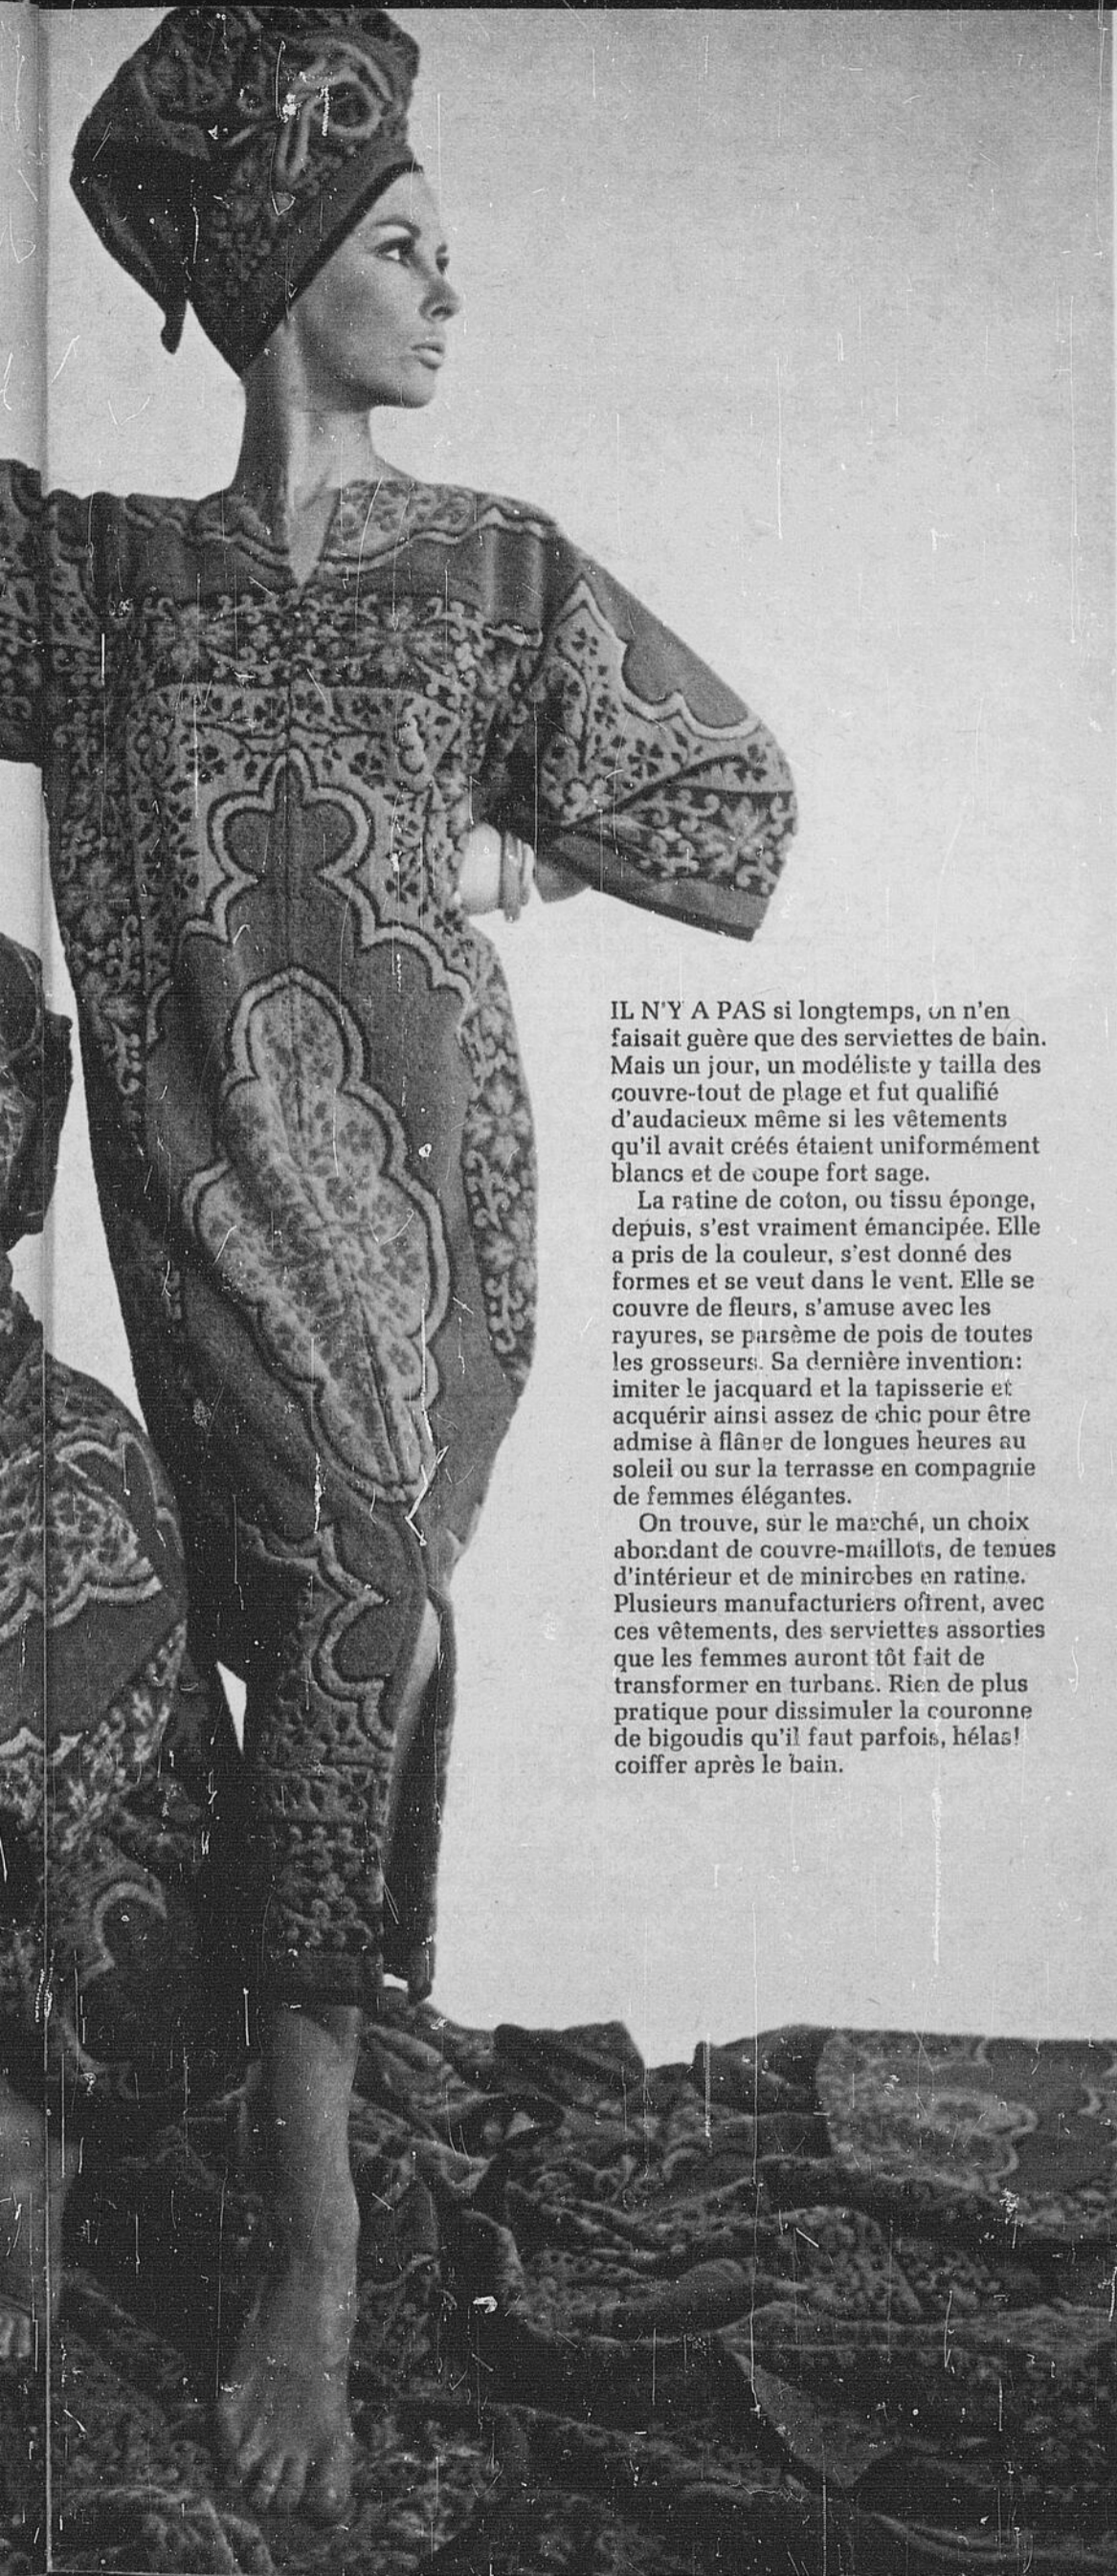 IL N'Y A PAS si longtemps, on n'en
faisait guère que des serviettes de bain.
Mais un jour, un modéliste y tailla des
couvre-tout de plage et fut qualifié
d'audacieux même si les vêtements
qu'il avait créés étaient uniformément
blancs et de coupe fort sage.
La ratine de coton, ou tissu éponge,
depuis, s'est vraiment émancipée. Elle
a pris de la couleur, s'est donné des
formes et se veut dans le vent. Elle se
couvre de fleurs, s'amuse avec les
rayures, se parsème de pois de toutes
les grosseurs. Sa dernière invention:
imiter le jacquard et la tapisserie et
acquérir ainsi assez de chic pour être
admise à flâner de longues heures au
soleil ou sur la terrasse en compagnie
de femmes élégantes.
On trouve, sur le marché, un choix
abondant de couvre-maillots, de tenues
d'intérieur et de minirobes en ratine.
Plusieurs manufacturiers offrent, avec
ces vêtements, des serviettes assorties
que les femmes auront tôt fait de
transformer en turbans. Rien de plus
pratique pour dissimuler la couronne
de bigoudis qu'il faut parfois, hélas!
coiffer après le bain.